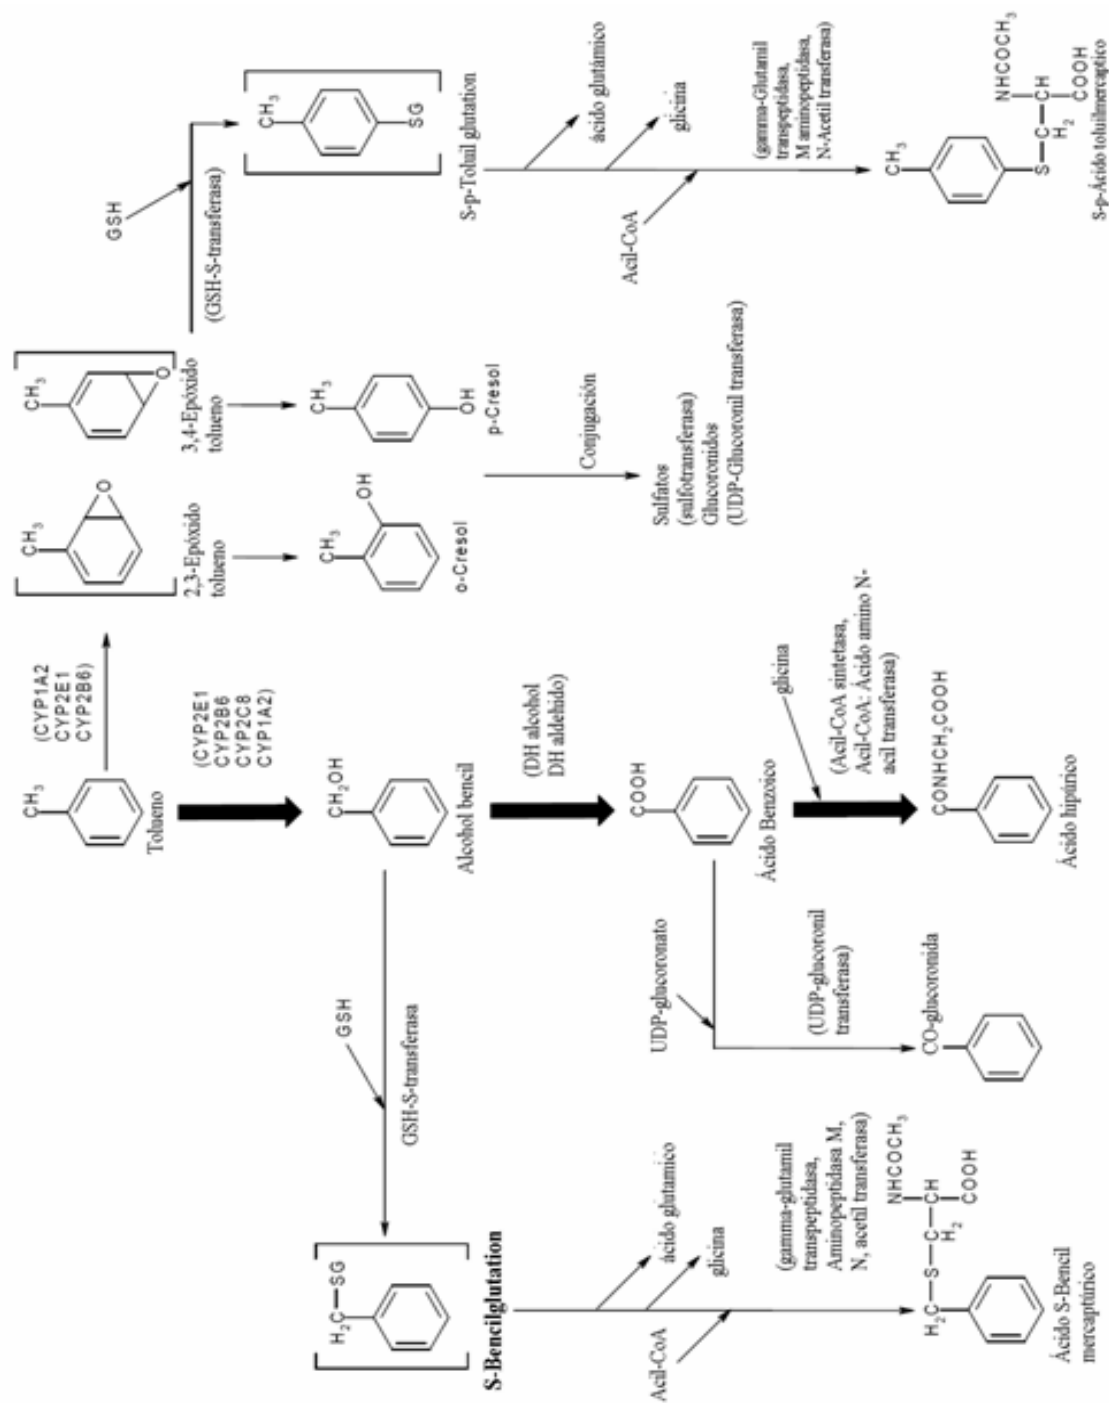 CH3
Tolueno
(CYP1A2
CYP2E1
CYP2B6)
CH3
O
2,3-Epóxido
tolueno
CH3
O
3,4-Epóxido
tolueno
GSH
(GSH-S-transferasa)
CH3
SG
S-p-Toluil glutation
(CYP2E1
CYP2B6
CYP2C8
CYP1A2)
CH2OH
Alcohol bencil
CH3
OH
o-Cresol
CH3
OH
p-Cresol
GSH
GSH-S-transferasa
H2C—SG
S-Bencilglutation
(DH alcohol
DH aldehido)
Conjugación
Sulfatos
(sulfotransferasa)
Glucoronidos
(UDP-Glucoronil transferasa)
ácido glutámico
glicina
Acil-CoA
(gamma-Glutamil
transpeptidasa,
M aminopeptidasa,
N-Acetil transferasa)
COOH
Ácido Benzoico
UDP-glucoronato
(UDP-glucoronil
transferasa)
CO-glucoronida
glicina
(Acil-CoA sintetasa,
Acil-CoA: Ácido amino N-
acil transferasa)
CONHCH2COOH
Ácido hipúrico
ácido glutamico
glicina
Acil-CoA
(gamma-glutamil
transpeptidasa,
Aminopeptidasa M,
N, acetil transferasa)
NHCOCH3
H2C—S—C—CH
H2
COOH
Ácido S-Bencil
mercaptúrico
CH3
NHCOCH3
S—C—CH
H2
COOH
s-p-Ácido toluilmercaptico